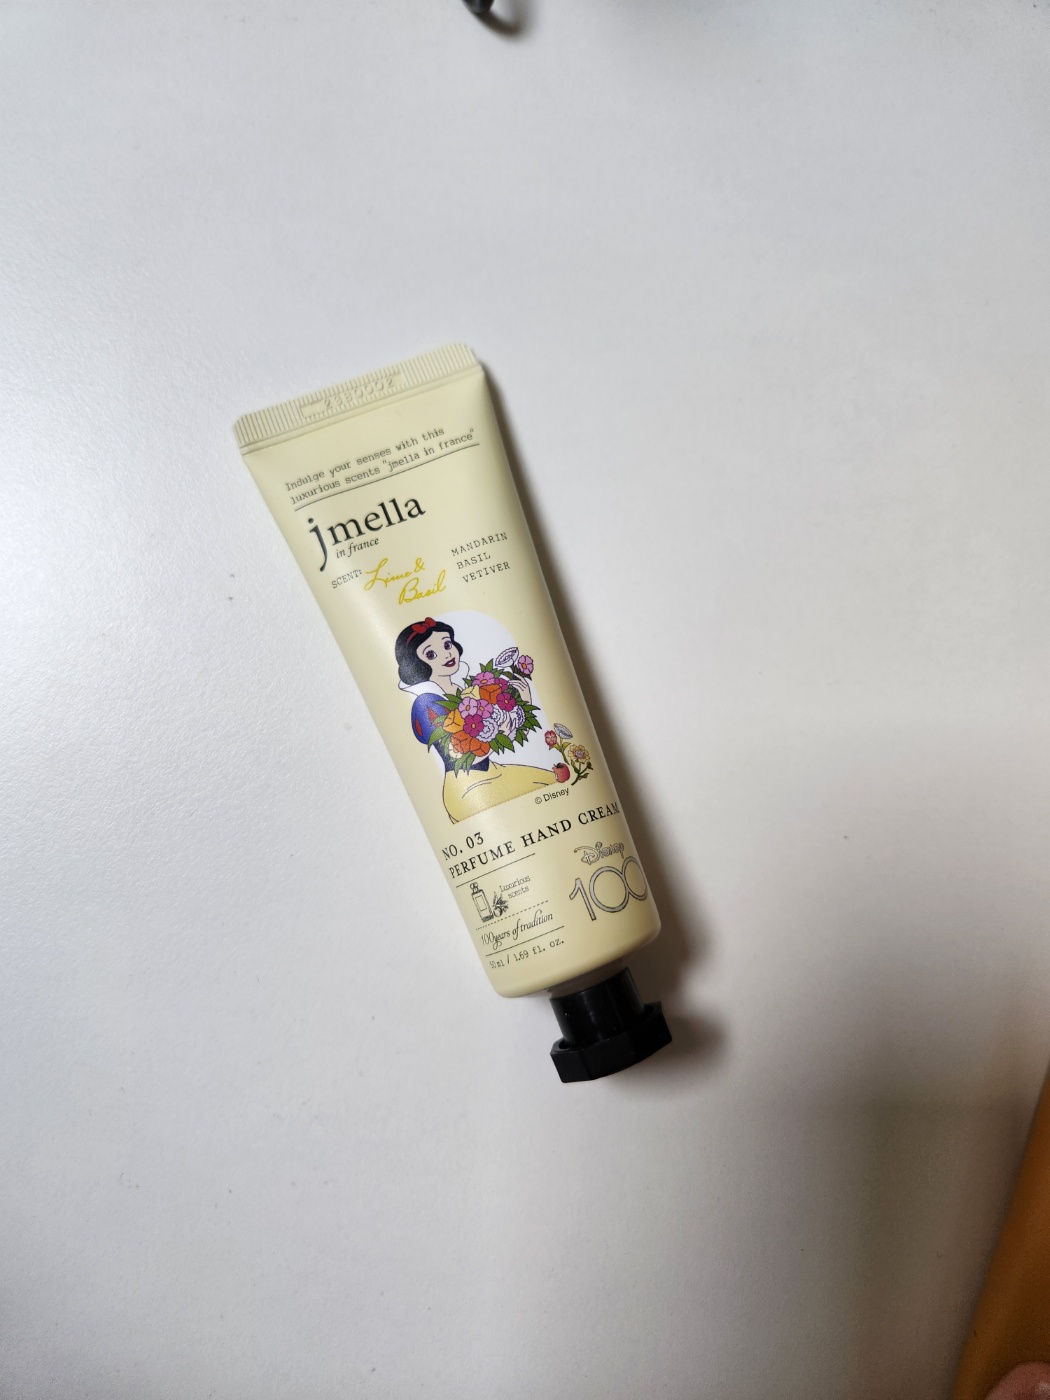 Indulge your senses with this
luxurious scents "jmella in france"
jmella
in france
SCENT: Lime & Basil
MANDARIN
BASIL
VETIVER
© Disney
NO. 03
PERFUME HAND CREAM
luxurious
scents
Disney
100
100years of tradition
50ml / 1.69 fl. oz.